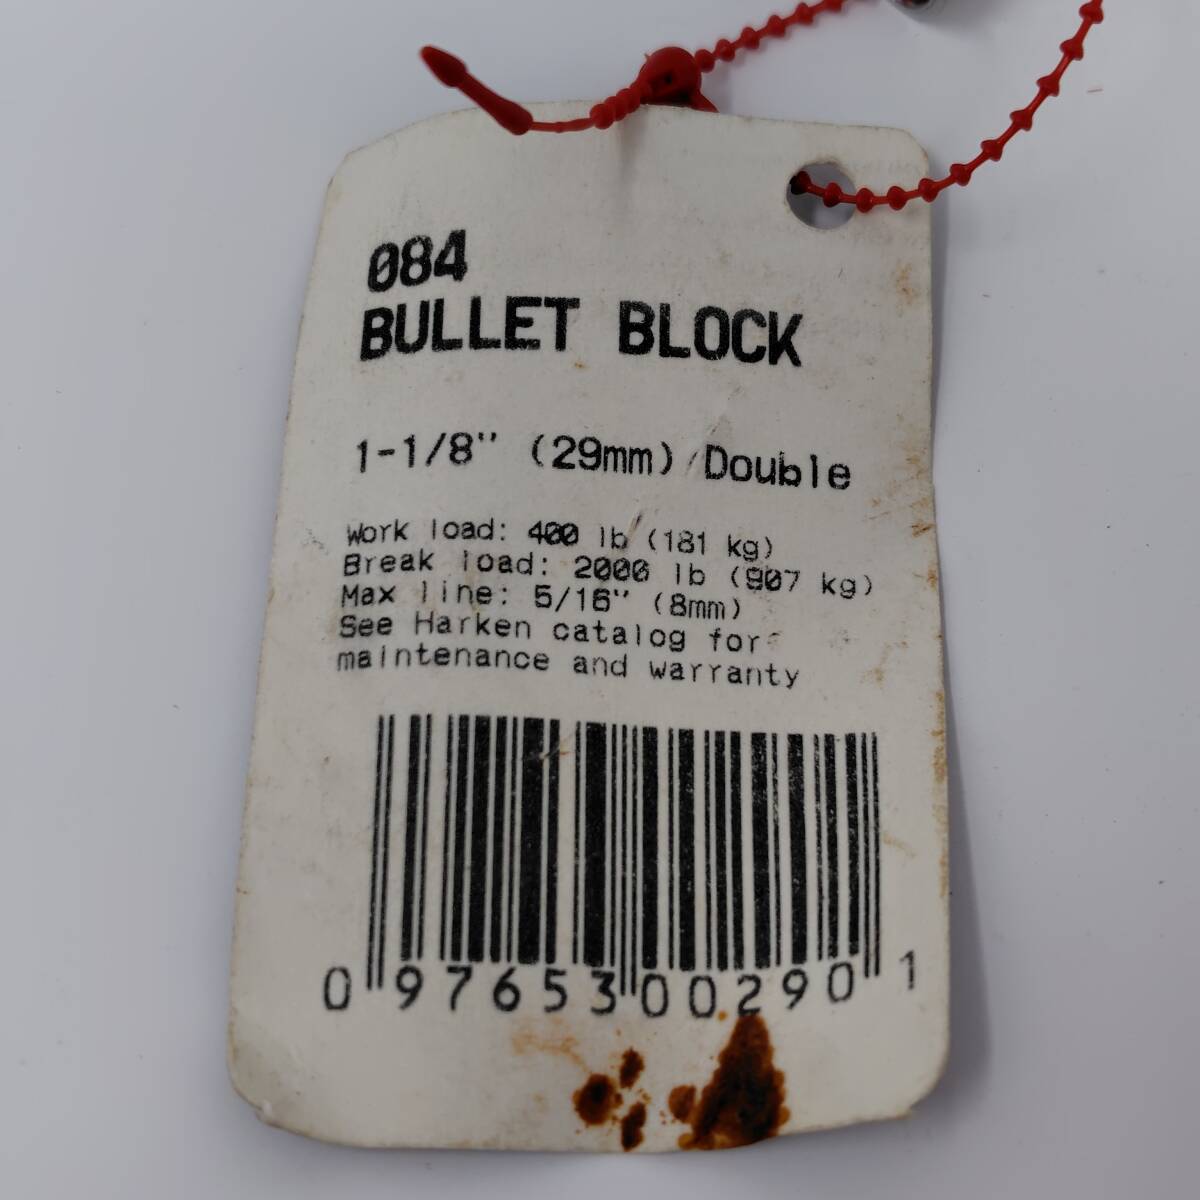 084
BULLET BLOCK
1-1/8" (29mm) Double
Work load: 400 lb (181 kg)
Break load: 2000 lb (907 kg)
Max line: 5/16" (8mm)
See Harken catalog for
maintenance and warranty
0 97653 00290 1